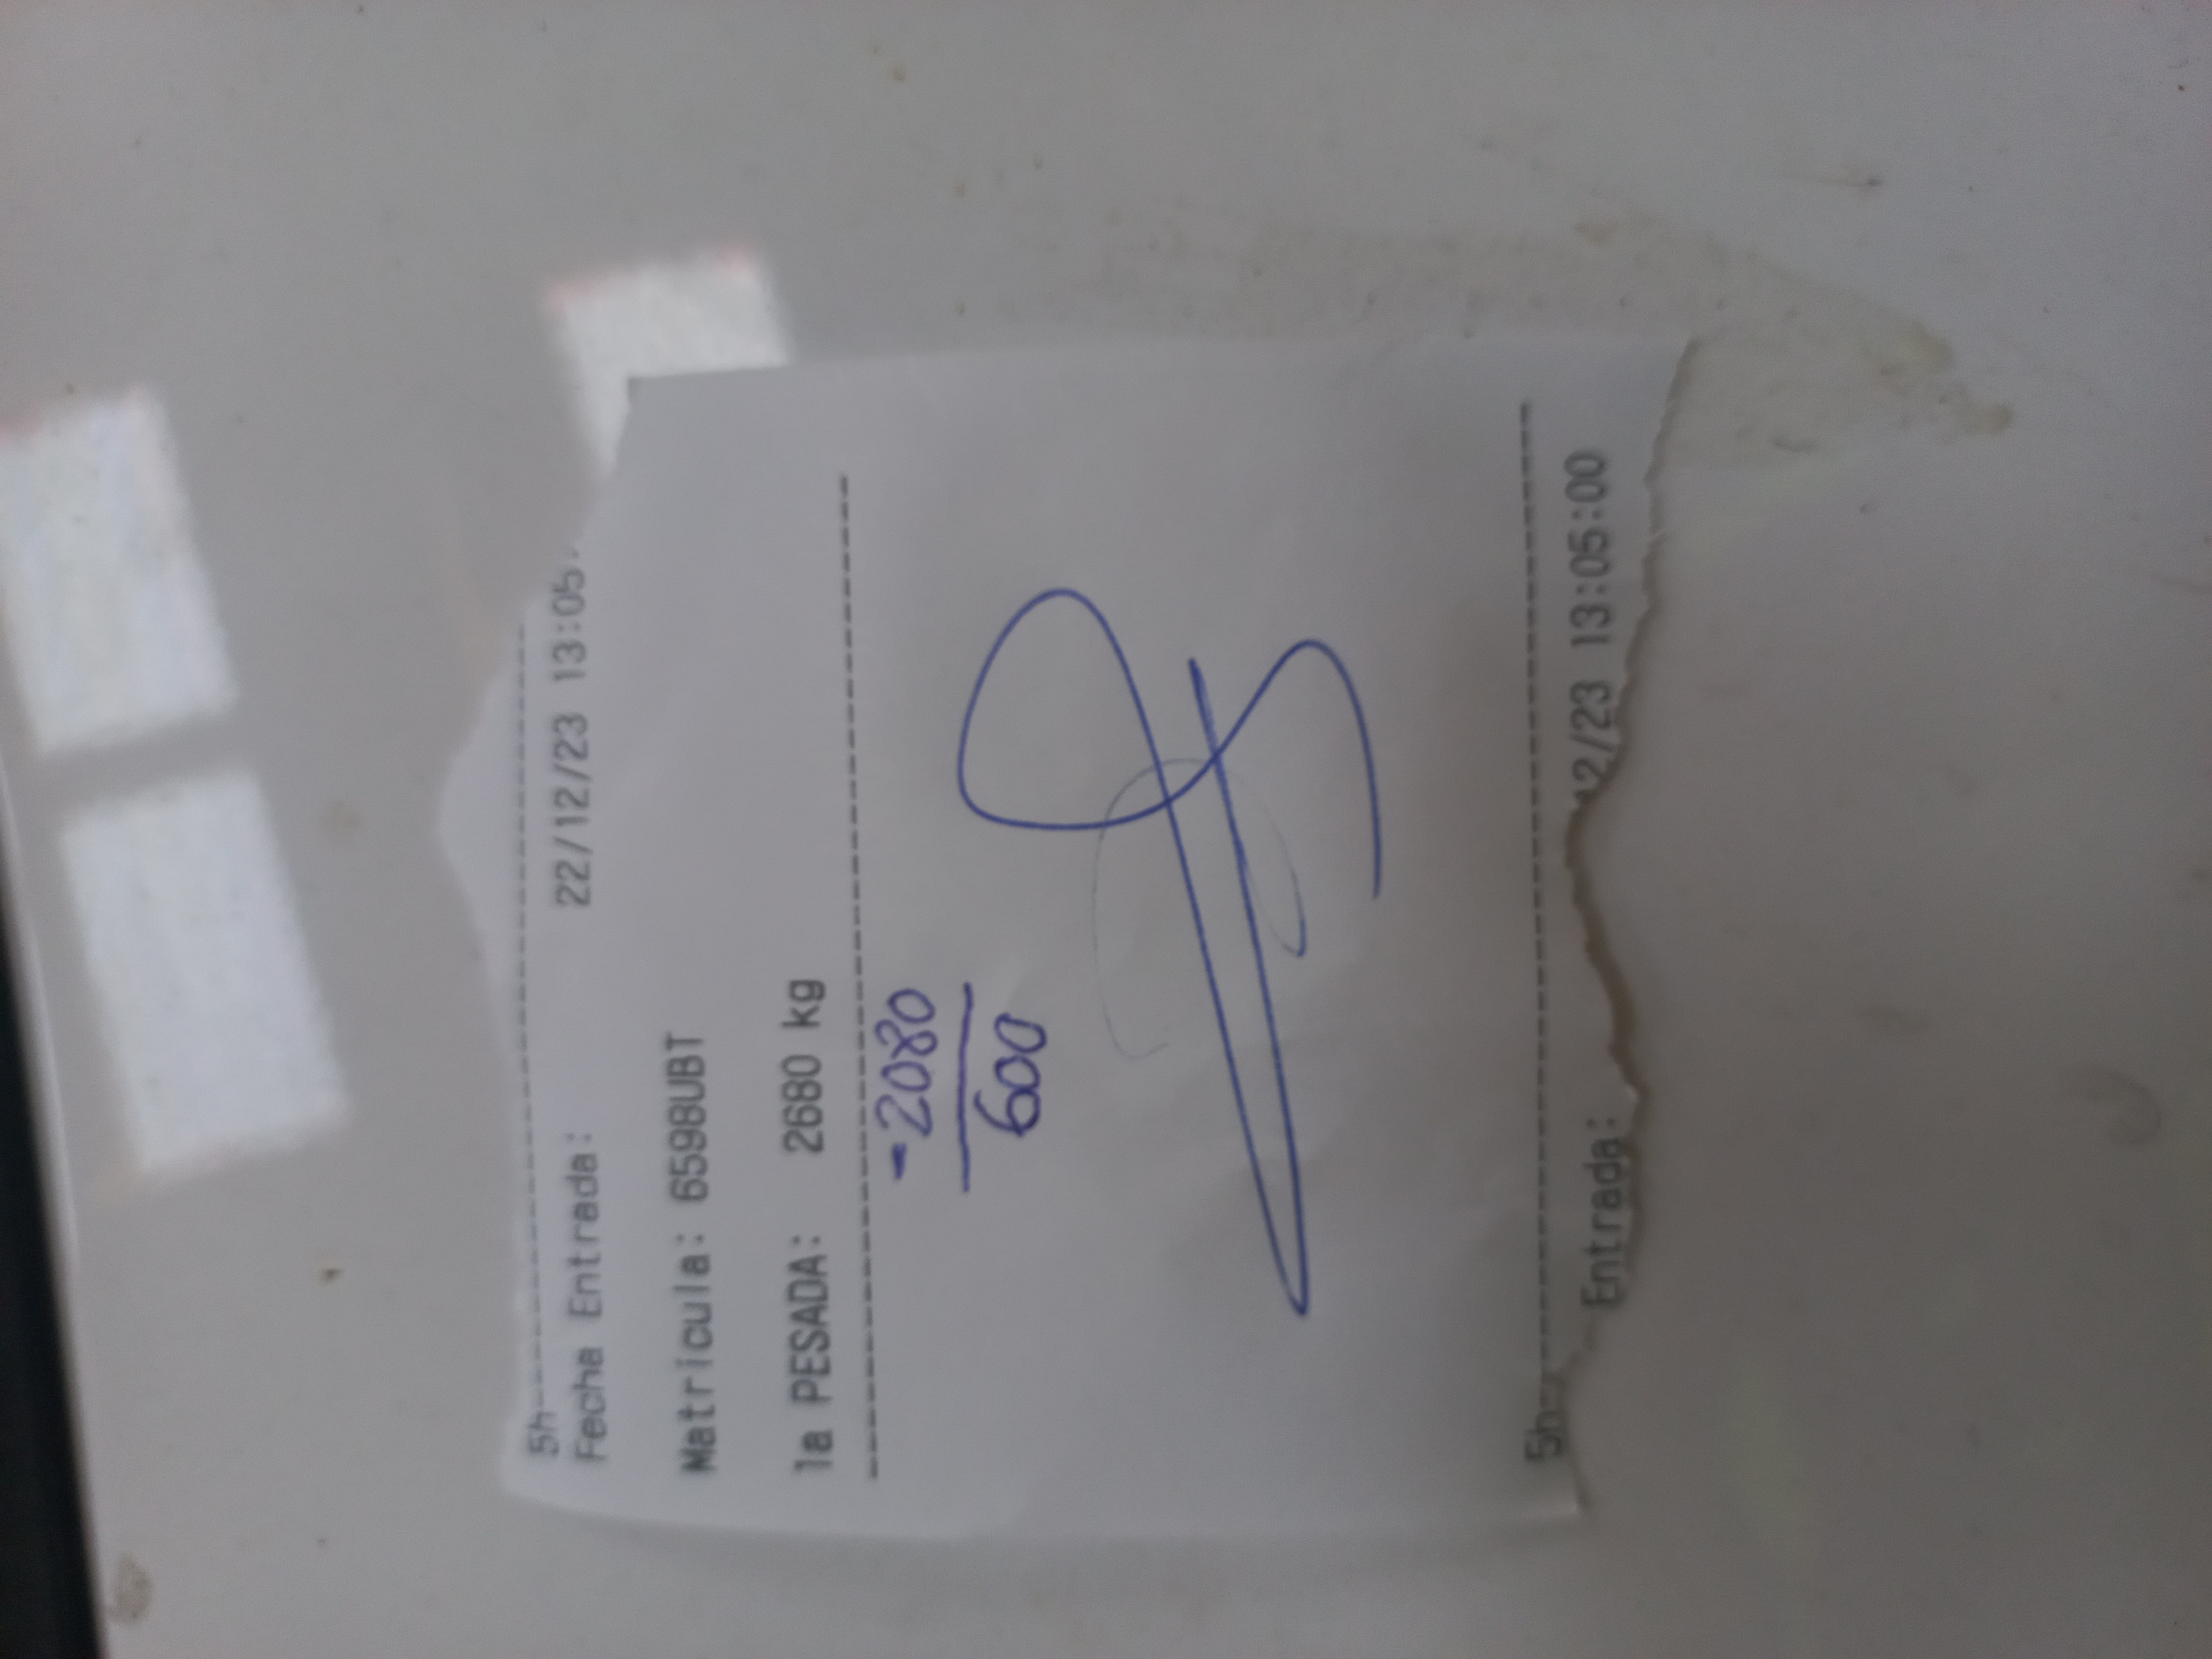 5h
Fecha Entrada: 22/12/23 13:05
Matricula: 6598UBT
1a PESADA: 2680 kg
-2080
600
5h
Entrada: 12/23 13:05:00